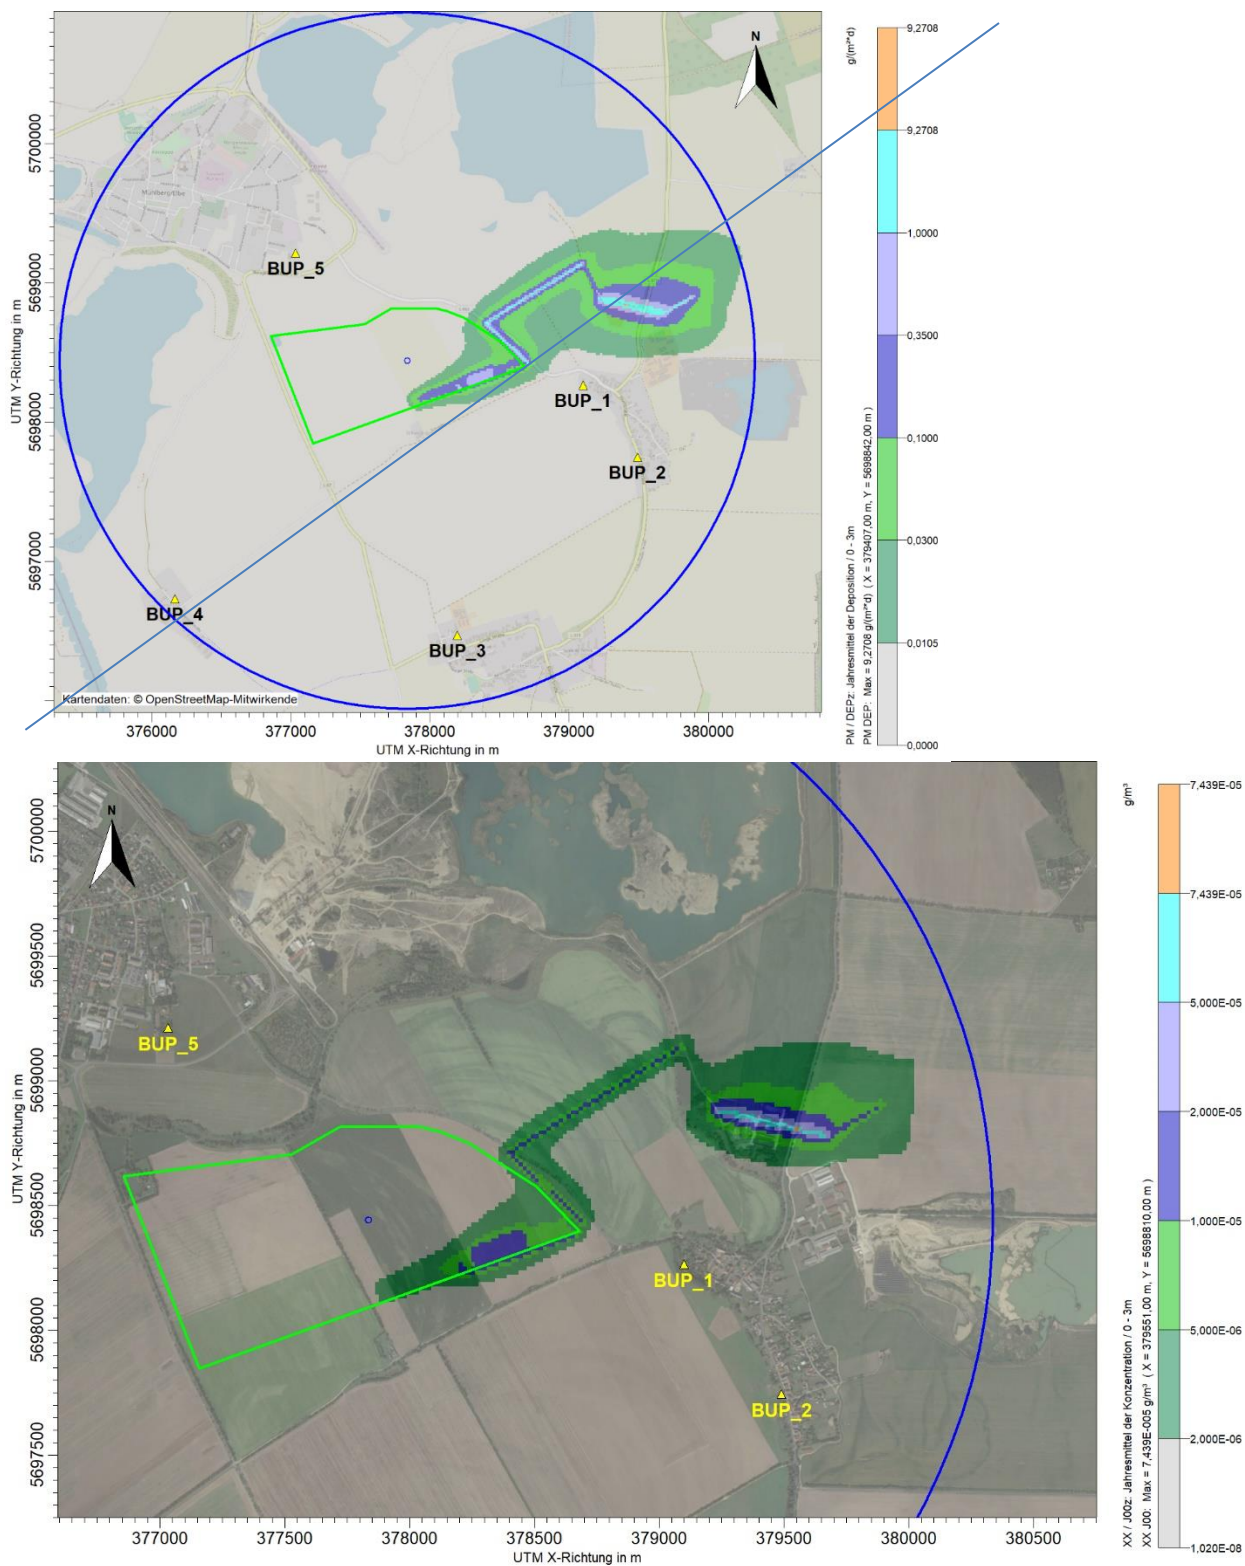 N
BUP_5
BUP_1
BUP_2
BUP_4
BUP_3
Mühlberg/Elbe
Kartendaten: © OpenStreetMap-Mitwirkende
5700000
5699000
5698000
5697000
UTM Y-Richtung in m
376000 377000 378000 379000 380000
UTM X-Richtung in m
g/(m²*d)
9,2708
9,2708
1,0000
0,3500
0,1000
0,0300
0,0105
0,0000
PM / DEPz: Jahresmittel der Deposition / 0 - 3m
PM DEP: Max = 9,2708 g/(m²*d) ( X = 379407,00 m, Y = 5698842,00 m )
N
BUP_5
BUP_1
BUP_2
5700000
5699500
5699000
5698500
5698000
5697500
UTM Y-Richtung in m
377000 377500 378000 378500 379000 379500 380000 380500
UTM X-Richtung in m
g/m³
7,439E-05
7,439E-05
5,000E-05
2,000E-05
1,000E-05
5,000E-06
2,000E-06
1,020E-08
XX / J00z: Jahresmittel der Konzentration / 0 - 3m
XX J00: Max = 7,439E-005 g/m³ ( X = 379551,00 m, Y = 5698810,00 m )